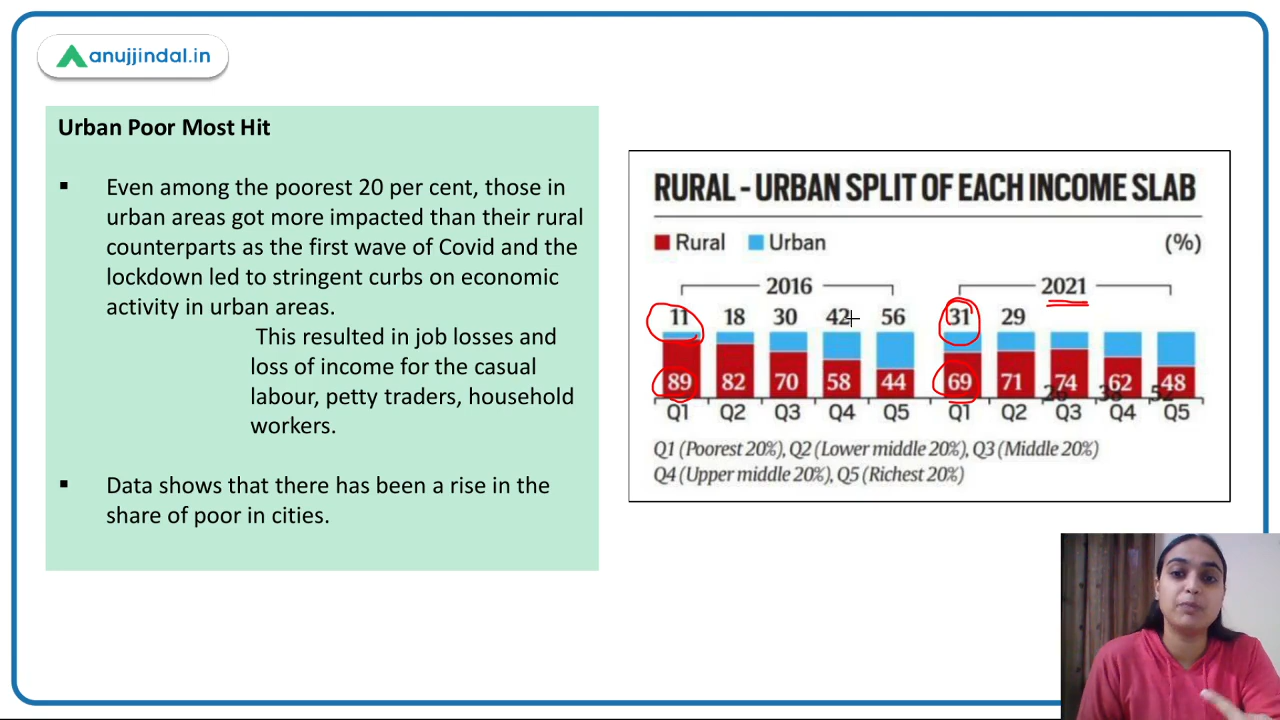 anujjindal.in
Urban Poor Most Hit
▪ Even among the poorest 20 per cent, those in
urban areas got more impacted than their rural
counterparts as the first wave of Covid and the
lockdown led to stringent curbs on economic
activity in urban areas.
This resulted in job losses and
loss of income for the casual
labour, petty traders, household
workers.
▪ Data shows that there has been a rise in the
share of poor in cities.
RURAL - URBAN SPLIT OF EACH INCOME SLAB
Rural Urban (%)
2016 2021
11 18 30 42 56 31 29
89 82 70 58 44 69 71 74 62 48
26 38 52
Q1 Q2 Q3 Q4 Q5 Q1 Q2 Q3 Q4 Q5
Q1 (Poorest 20%), Q2 (Lower middle 20%), Q3 (Middle 20%)
Q4 (Upper middle 20%), Q5 (Richest 20%)